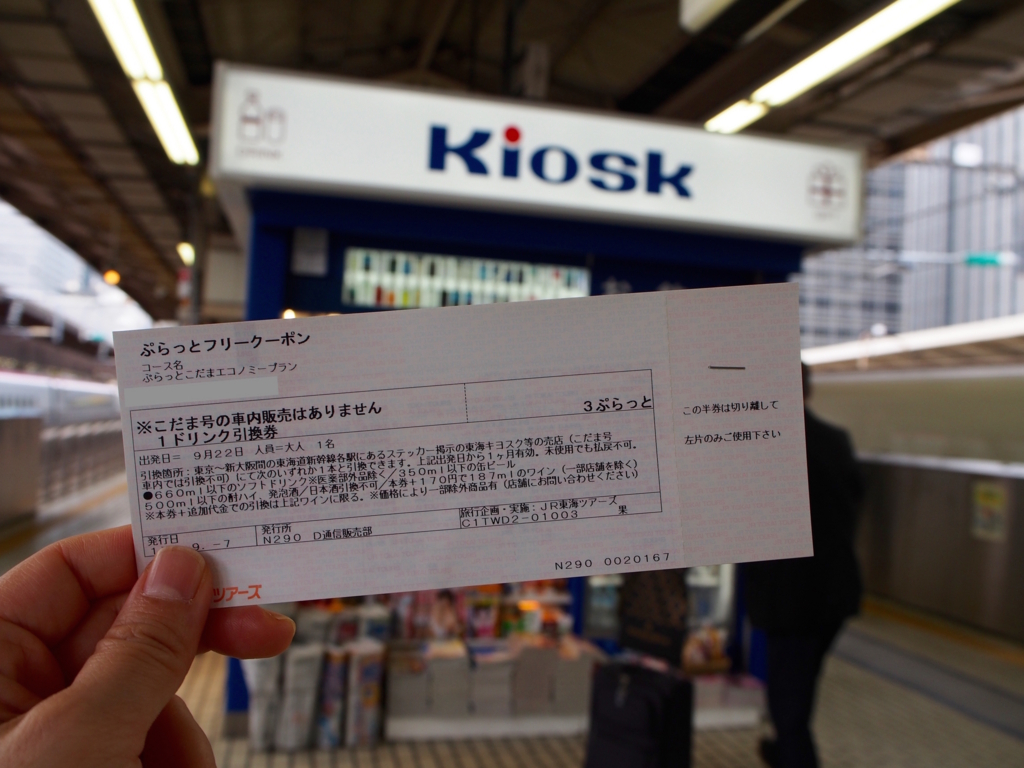 Kiosk
ぷらっとフリークーポン
コース名
ぷらっとこだまエコノミープラン
※こだま号の車内販売はありません
3ぷらっと
1ドリンク引換券
出発日= 9月22日 人員=大人 1名
引換箇所:東京〜新大阪間の東海道新幹線各駅にあるステッカー掲示の東海キヨスク等の売店(こだま号
車内では引換不可)にて次のいずれか1本と引換できます。上記出発日から1ヶ月有効。未使用でも払戻不可。
●660ml以下のソフトドリンク※医薬部外品除く/350ml以下の缶ビール
500ml以下の酎ハイ、発泡酒/日本酒引換不可/本券+170円で187mlのワイン(一部店舗を除く)
※本券+追加代金での引換は上記ワインに限る。※価格により一部除外商品有(店舗にお問い合わせください)
発行日
9.-7
発行所
N290 D通信販売部
旅行企画・実施:JR東海ツアーズ
C1TWD2-01003 果
N290 0020167
ツアーズ
この半券は切り離して
左片のみご使用下さい